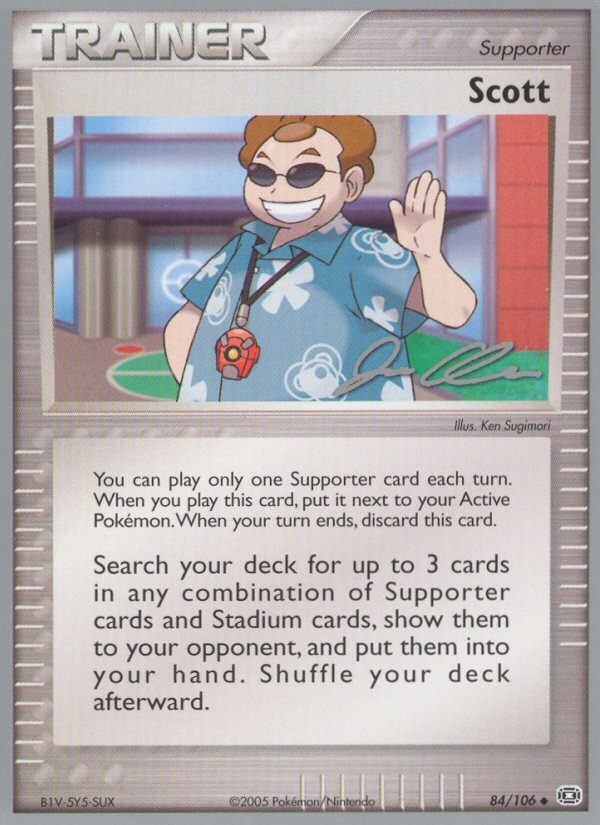 TRAINER
Supporter
Scott
Illus. Ken Sugimori
You can play only one Supporter card each turn.
When you play this card, put it next to your Active
Pokémon. When your turn ends, discard this card.
Search your deck for up to 3 cards
in any combination of Supporter
cards and Stadium cards, show them
to your opponent, and put them into
your hand. Shuffle your deck
afterward.
B1V-5Y5-SUX
©2005 Pokémon/Nintendo
84/106